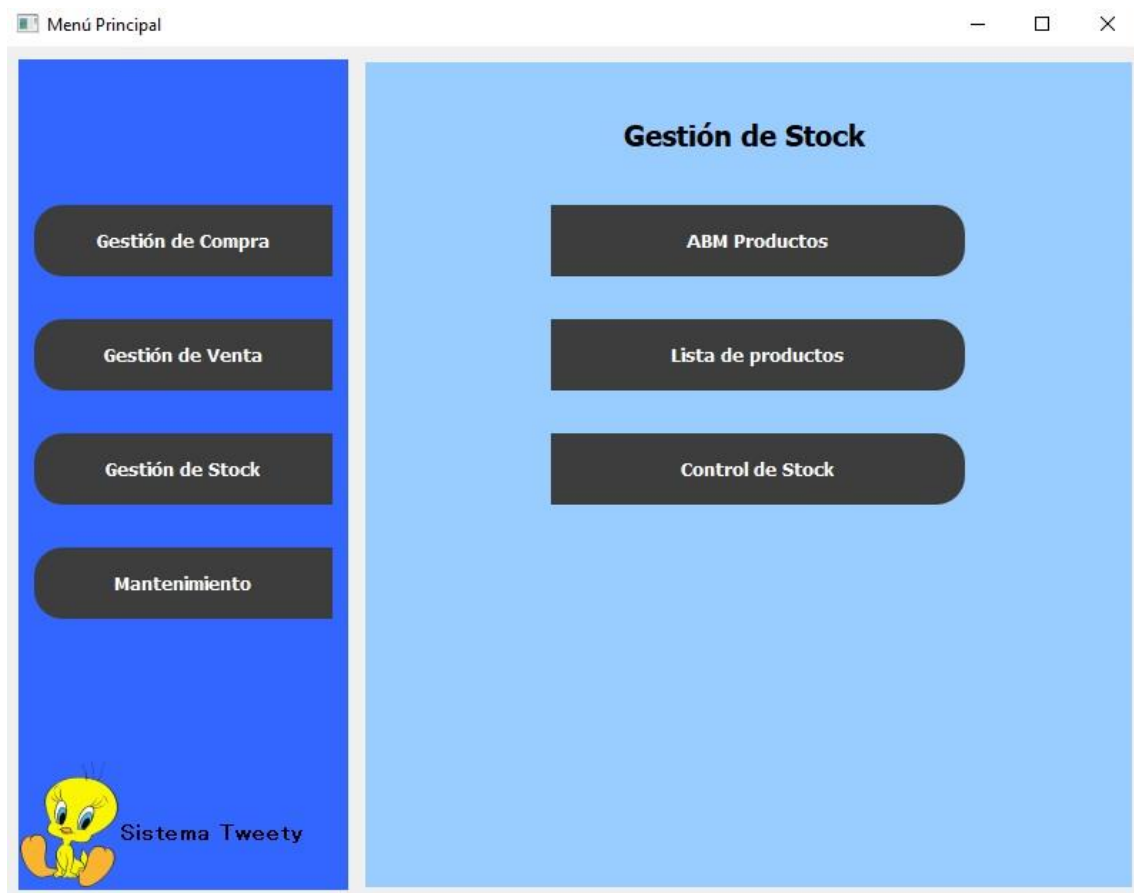 Menú Principal
Gestión de Compra
Gestión de Venta
Gestión de Stock
Mantenimiento
Sistema Tweety
Gestión de Stock
ABM Productos
Lista de productos
Control de Stock